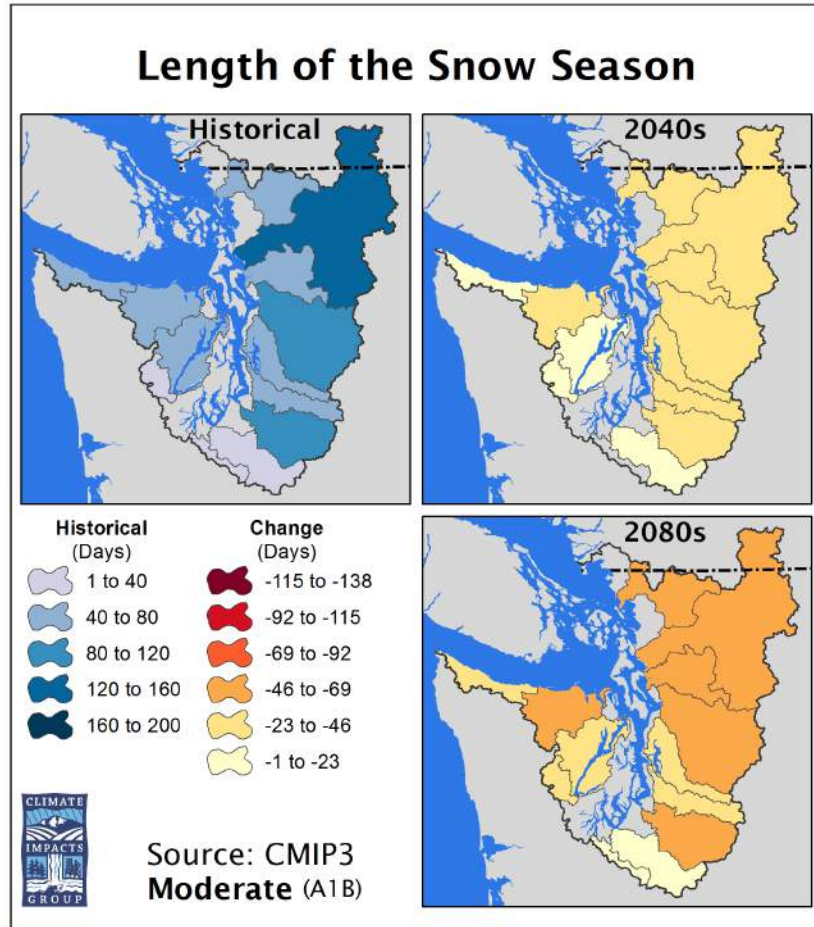 Length of the Snow Season
Historical
2040s
Historical
(Days)
1 to 40
40 to 80
80 to 120
120 to 160
160 to 200
Change
(Days)
-115 to -138
-92 to -115
-69 to -92
-46 to -69
-23 to -46
-1 to -23
2080s
CLIMATE
IMPACTS
GROUP
Source: CMIP3
Moderate (A1B)